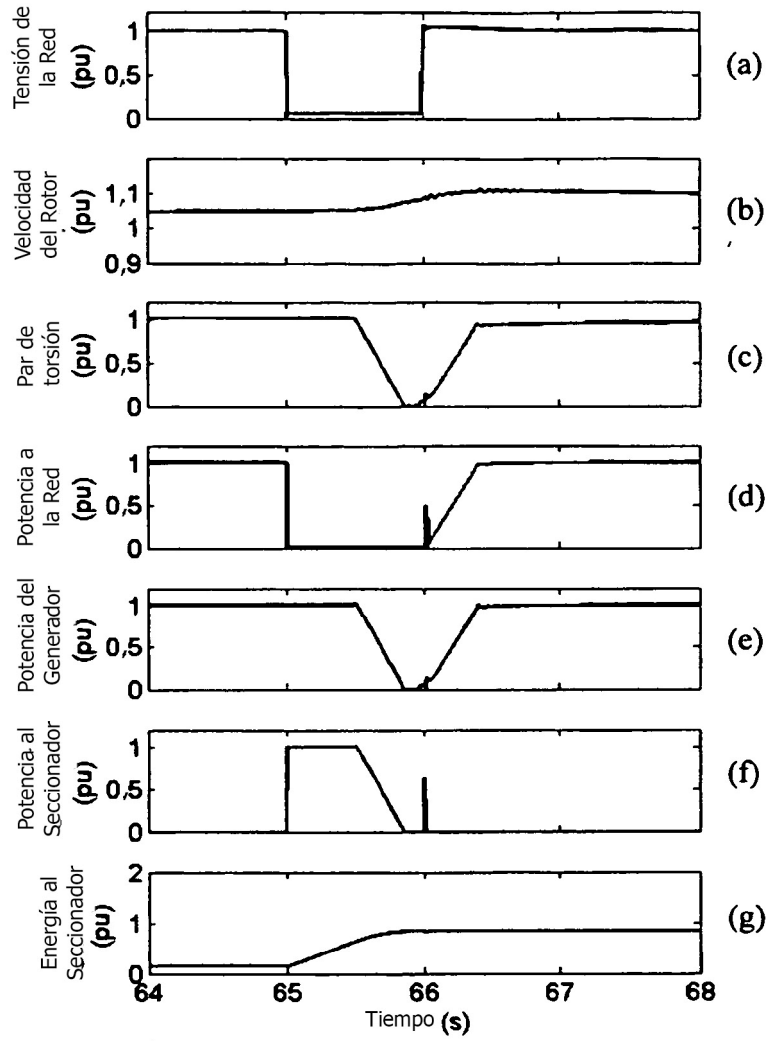 Tensión de
la Red
(pu)
1
0,5
0
(a)
Velocidad
del Rotor
(pu)
1,1
1
0,9
(b)
Par de
torsión
(pu)
1
0,5
0
(c)
Potencia a
la Red
(pu)
1
0,5
0
(d)
Potencia del
Generador
(pu)
1
0,5
0
(e)
Potencia al
Seccionador
(pu)
1
0,5
0
(f)
Energía al
Seccionador
(pu)
2
1
0
(g)
64 65 66 67 68
Tiempo (s)